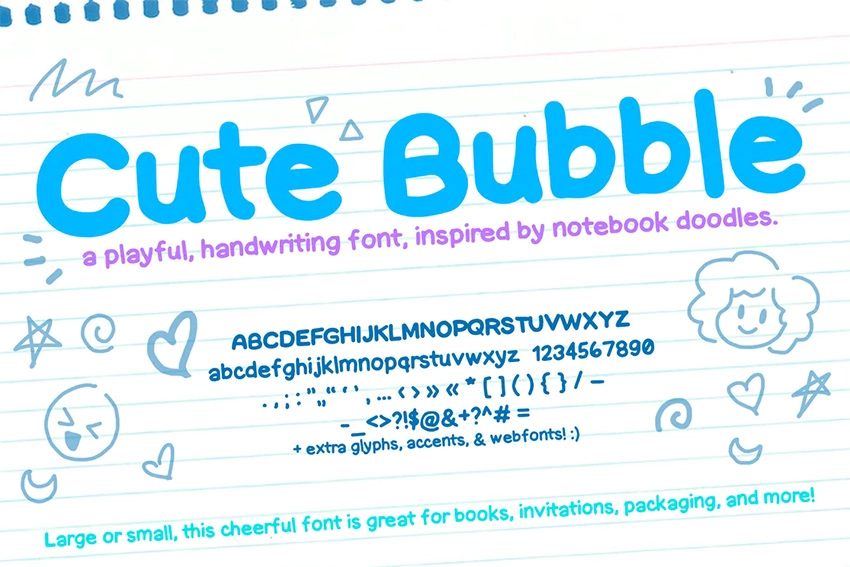 Cute Bubble
a playful, handwriting font, inspired by notebook doodles.
ABCDEFGHIJKLMNOPQRSTUVWXYZ
abcdefghijklmnopqrstuvwxyz 1234567890
. , ; : ” „ “ ‘ ’ , ... ‹ › » « * [ ] ( ) { } / –
-_<>?!$@&+?^# =
+ extra glyphs, accents, & webfonts! :)
Large or small, this cheerful font is great for books, invitations, packaging, and more!